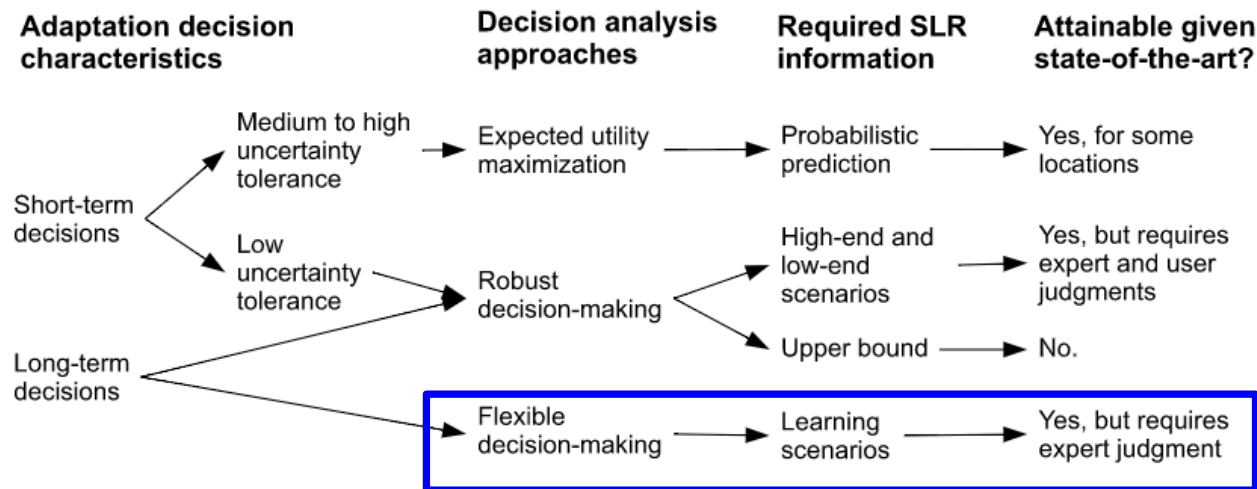 Adaptation decision
characteristics
Decision analysis
approaches
Required SLR
information
Attainable given
state-of-the-art?
Short-term
decisions
Medium to high
uncertainty
tolerance
Expected utility
maximization
Probabilistic
prediction
Yes, for some
locations
Low
uncertainty
tolerance
Robust
decision-making
High-end and
low-end
scenarios
Yes, but requires
expert and user
judgments
Upper bound
No.
Long-term
decisions
Flexible
decision-making
Learning
scenarios
Yes, but requires
expert judgment